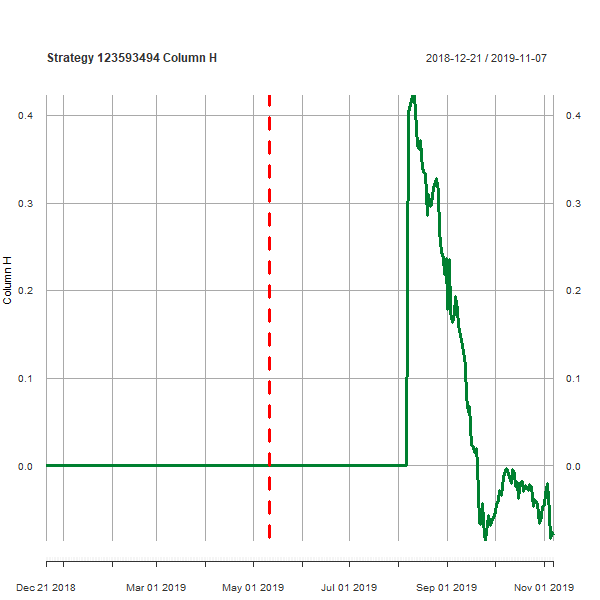 Strategy 123593494 Column H
2018-12-21 / 2019-11-07
0.4
0.4
0.3
0.3
0.2
0.2
0.1
0.1
0.0
0.0
Column H
Dec 21 2018
Mar 01 2019
May 01 2019
Jul 01 2019
Sep 01 2019
Nov 01 2019